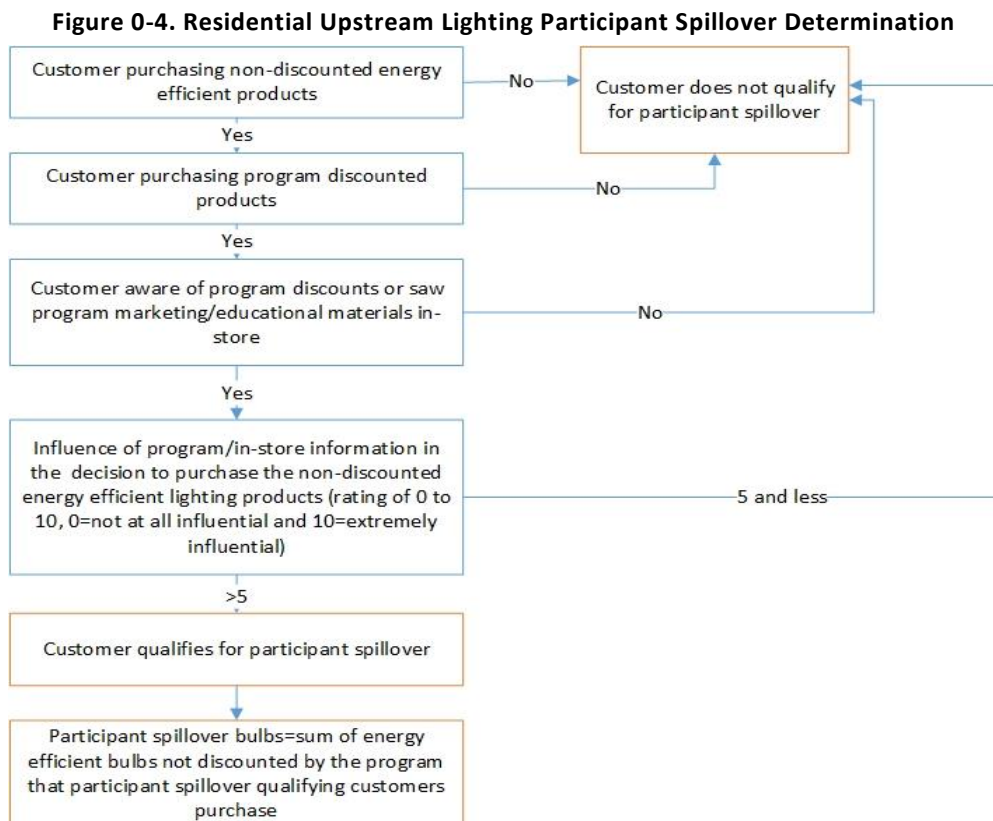 Figure 0-4. Residential Upstream Lighting Participant Spillover Determination
Customer purchasing non-discounted energy
efficient products
No
Customer does not qualify
for participant spillover
Yes
Customer purchasing program discounted
products
No
Yes
Customer aware of program discounts or saw
program marketing/educational materials in-
store
No
Yes
Influence of program/in-store information in
the decision to purchase the non-discounted
energy efficient lighting products (rating of 0 to
10, 0=not at all influential and 10=extremely
influential)
5 and less
>5
Customer qualifies for participant spillover
Participant spillover bulbs=sum of energy
efficient bulbs not discounted by the program
that participant spillover qualifying customers
purchase